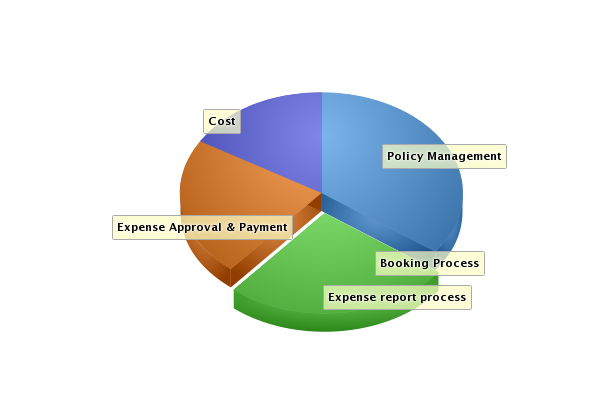 Cost
Policy Management
Expense Approval & Payment
Booking Process
Expense report process